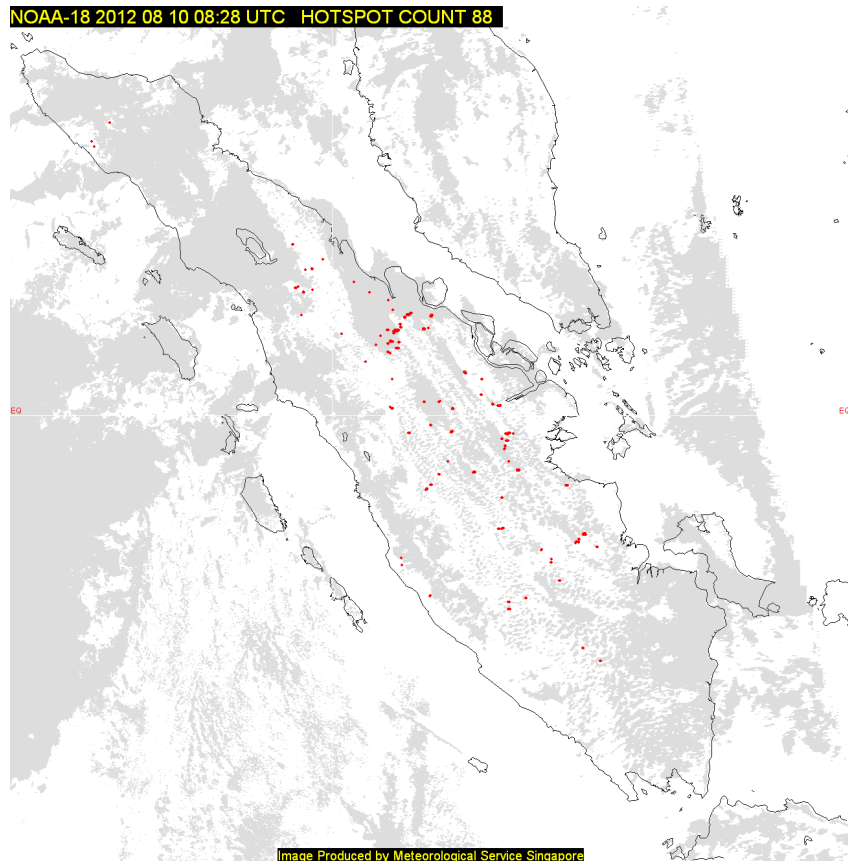 NOAA-18 2012 08 10 08:28 UTC HOTSPOT COUNT 88
EQ EQ
Image Produced by Meteorological Service Singapore